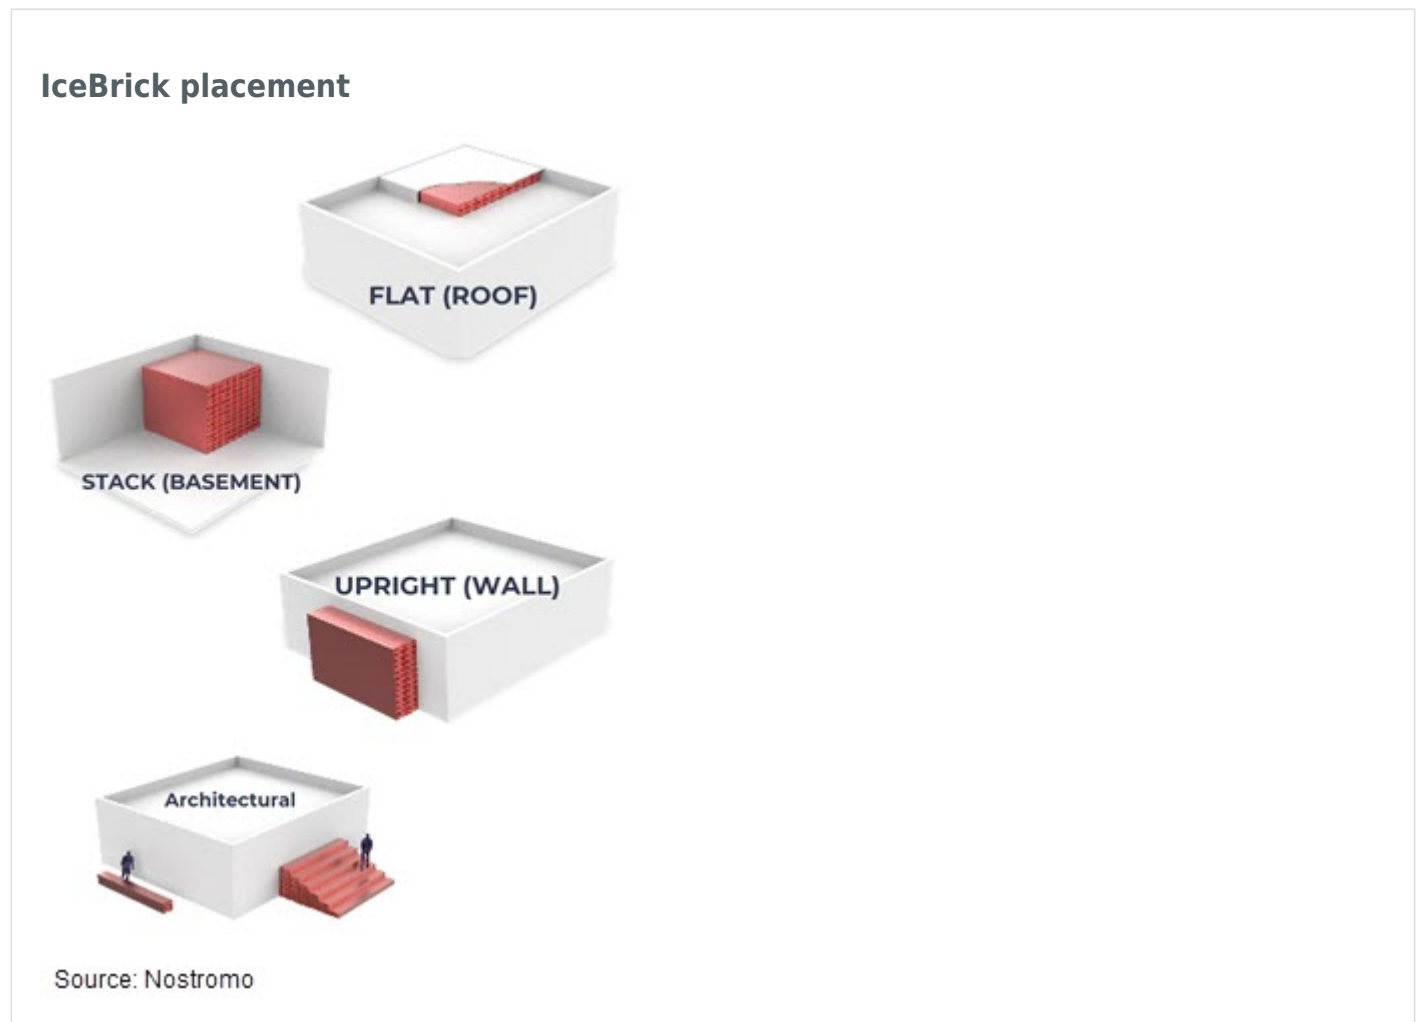 IceBrick placement
FLAT (ROOF)
STACK (BASEMENT)
UPRIGHT (WALL)
Architectural
Source: Nostromo